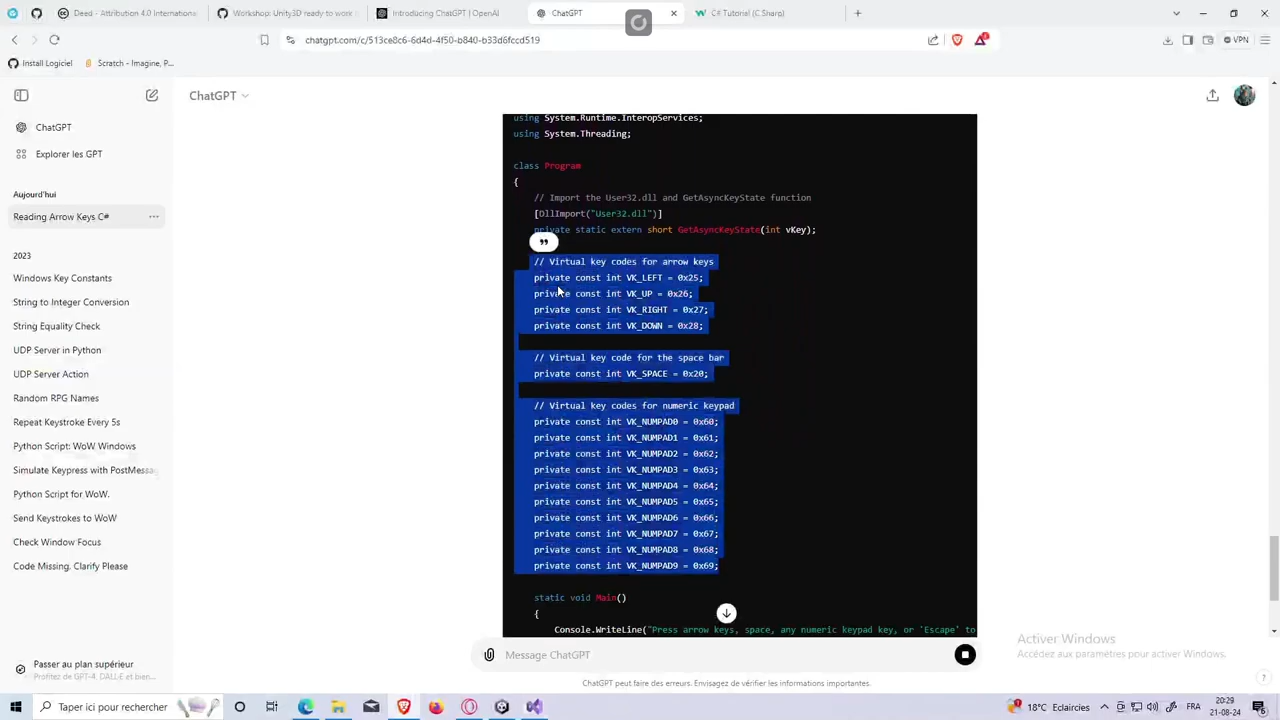 Deed - Attribution 4.0 Internationa
Workshop: Unity3D ready to work
Introducing ChatGPT | OpenAI
ChatGPT
C# Tutorial (C Sharp)
chatgpt.com/c/513ce8c6-6d4d-4f50-b840-b33d6fccd519
VPN
Install Logiciel
Scratch - Imagine, P...
ChatGPT
ChatGPT
Explorer les GPT
Aujourd'hui
Reading Arrow Keys C#
2023
Windows Key Constants
String to Integer Conversion
String Equality Check
UDP Server in Python
UDP Server Action
Random RPG Names
Repeat Keystroke Every 5s
Python Script: WoW Windows
Simulate Keypress with PostMessag
Python Script for WoW.
Send Keystrokes to WoW
Check Window Focus
Code Missing. Clarify Please
Passer au plan supérieur
Profitez de GPT-4, DALL·E et bien...
using System.Runtime.InteropServices;
using System.Threading;
class Program
{
// Import the User32.dll and GetAsyncKeyState function
[DllImport("User32.dll")]
private static extern short GetAsyncKeyState(int vKey);
// Virtual key codes for arrow keys
private const int VK_LEFT = 0x25;
private const int VK_UP = 0x26;
private const int VK_RIGHT = 0x27;
private const int VK_DOWN = 0x28;
// Virtual key code for the space bar
private const int VK_SPACE = 0x20;
// Virtual key codes for numeric keypad
private const int VK_NUMPAD0 = 0x60;
private const int VK_NUMPAD1 = 0x61;
private const int VK_NUMPAD2 = 0x62;
private const int VK_NUMPAD3 = 0x63;
private const int VK_NUMPAD4 = 0x64;
private const int VK_NUMPAD5 = 0x65;
private const int VK_NUMPAD6 = 0x66;
private const int VK_NUMPAD7 = 0x67;
private const int VK_NUMPAD8 = 0x68;
private const int VK_NUMPAD9 = 0x69;
static void Main()
{
Console.WriteLine("Press arrow keys, space, any numeric keypad key, or 'Escape' to
Message ChatGPT
ChatGPT peut faire des erreurs. Envisagez de vérifier les informations importantes.
Activer Windows
Accédez aux paramètres pour activer Windows.
?
Taper ici pour rechercher
18°C Eclaircies
FRA
20:29
21-08-24